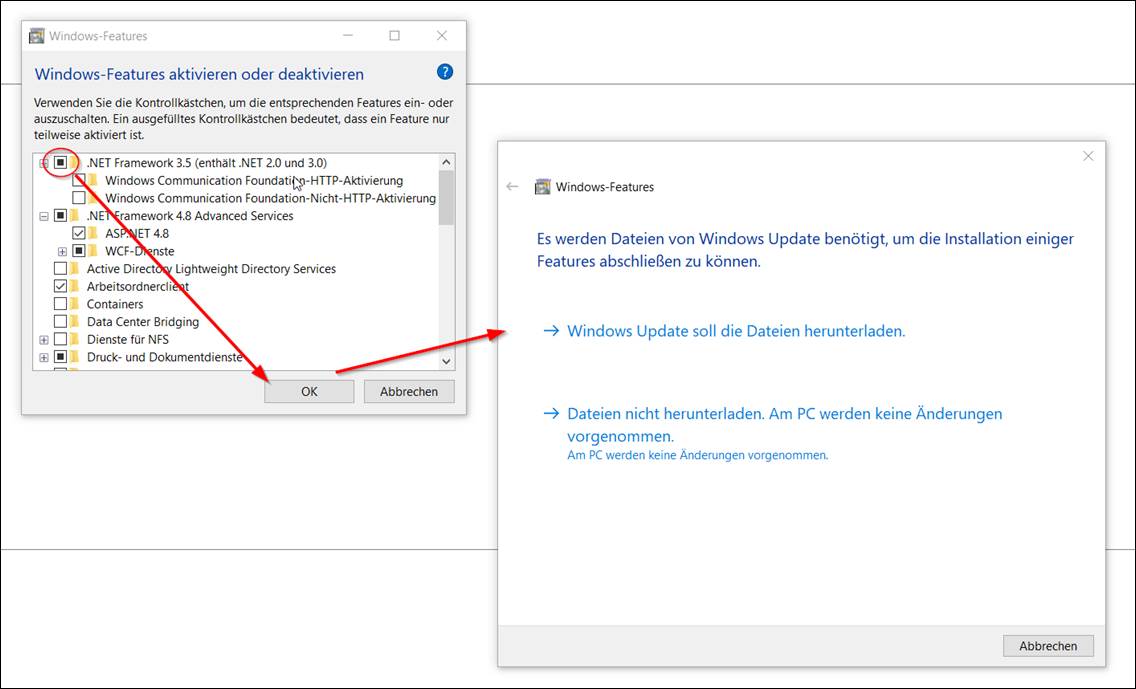 Windows-Features
Windows-Features aktivieren oder deaktivieren
?
Verwenden Sie die Kontrollkästchen, um die entsprechenden Features ein- oder
auszuschalten. Ein ausgefülltes Kontrollkästchen bedeutet, dass ein Feature nur
teilweise aktiviert ist.
.NET Framework 3.5 (enthält .NET 2.0 und 3.0)
Windows Communication Foundation-HTTP-Aktivierung
Windows Communication Foundation-Nicht-HTTP-Aktivierung
.NET Framework 4.8 Advanced Services
ASP.NET 4.8
WCF-Dienste
Active Directory Lightweight Directory Services
Arbeitsordnerclient
Containers
Data Center Bridging
Dienste für NFS
Druck- und Dokumentdienste
OK
Abbrechen
Windows-Features
Es werden Dateien von Windows Update benötigt, um die Installation einiger
Features abschließen zu können.
Windows Update soll die Dateien herunterladen.
Dateien nicht herunterladen. Am PC werden keine Änderungen
vorgenommen.
Am PC werden keine Änderungen vorgenommen.
Abbrechen